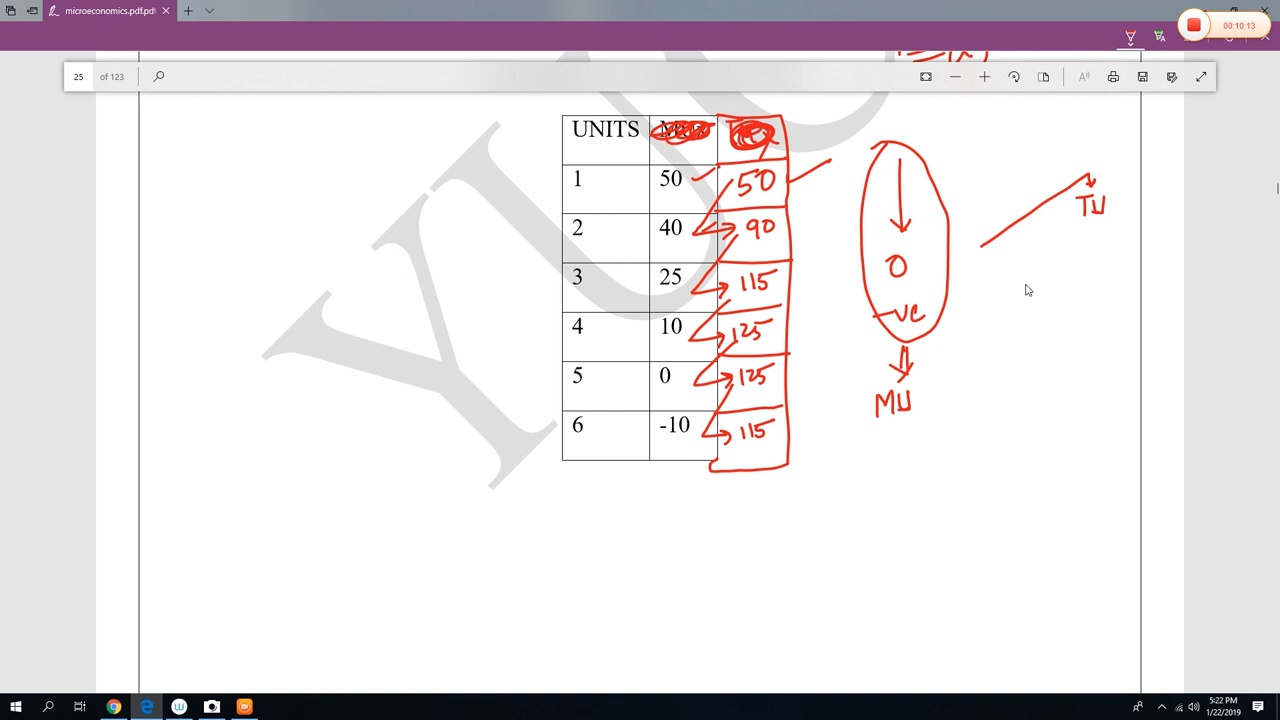 microeconomics.pdf.pdf
00:10:13
25 of 123
UNITS
1 50 50
2 40 90
3 25 115
4 10 125
5 0 125
6 -10 115
0
-ve
MU
TU
5:22 PM
1/22/2019